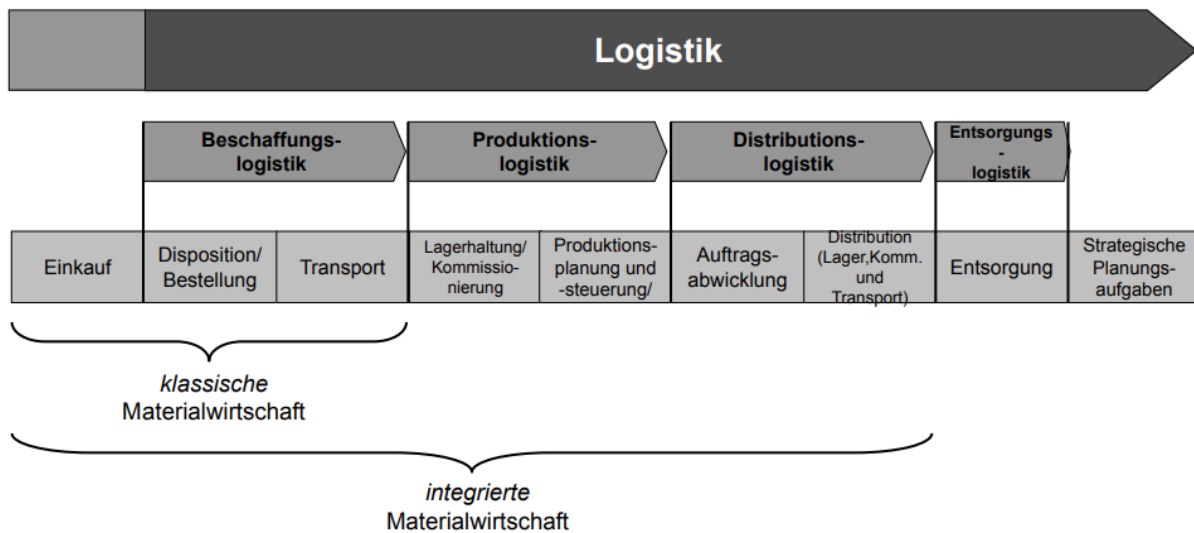 Logistik
Beschaffungs-
logistik
Produktions-
logistik
Distributions-
logistik
Entsorgungs
-
logistik
Einkauf
Disposition/
Bestellung
Transport
Lagerhaltung/
Kommissio-
nierung
Produktions-
planung und
-steuerung/
Auftrags-
abwicklung
Distribution
(Lager,Komm.
und
Transport)
Entsorgung
Strategische
Planungs-
aufgaben
klassische
Materialwirtschaft
integrierte
Materialwirtschaft